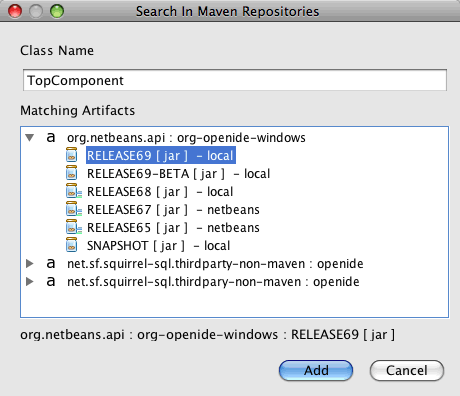 Search In Maven Repositories
Class Name
TopComponent
Matching Artifacts
a org.netbeans.api : org-openide-windows
RELEASE69 [ jar ] - local
RELEASE69-BETA [ jar ] - local
RELEASE68 [ jar ] - local
RELEASE67 [ jar ] - netbeans
RELEASE65 [ jar ] - netbeans
SNAPSHOT [ jar ] - local
a net.sf.squirrel-sql.thirdparty-non-maven : openide
a net.sf.squirrel-sql.thirdpary-non-maven : openide
org.netbeans.api : org-openide-windows : RELEASE69 [ jar ]
Add Cancel